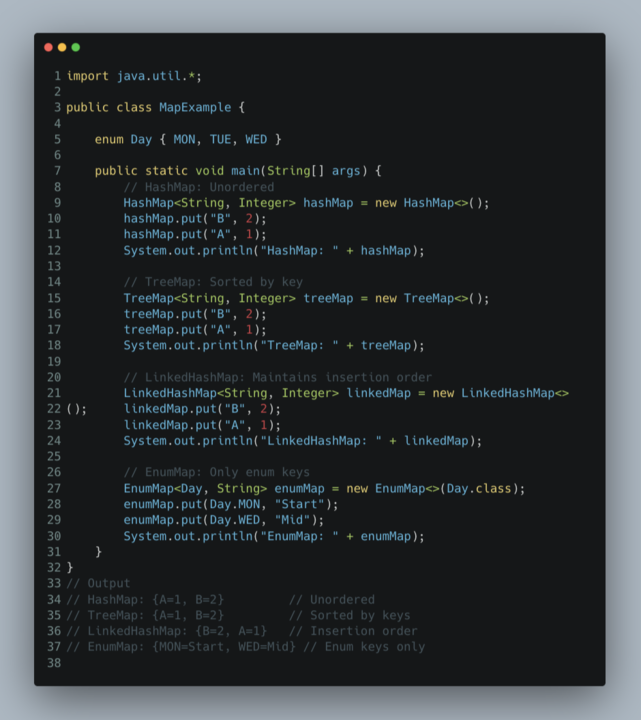 1 import java.util.*;
2
3 public class MapExample {
4
5     enum Day { MON, TUE, WED }
6
7     public static void main(String[] args) {
8         // HashMap: Unordered
9         HashMap<String, Integer> hashMap = new HashMap<>();
10         hashMap.put("B", 2);
11         hashMap.put("A", 1);
12         System.out.println("HashMap: " + hashMap);
13
14         // TreeMap: Sorted by key
15         TreeMap<String, Integer> treeMap = new TreeMap<>();
16         treeMap.put("B", 2);
17         treeMap.put("A", 1);
18         System.out.println("TreeMap: " + treeMap);
19
20         // LinkedHashMap: Maintains insertion order
21         LinkedHashMap<String, Integer> linkedMap = new LinkedHashMap<>
22 ();     linkedMap.put("B", 2);
23         linkedMap.put("A", 1);
24         System.out.println("LinkedHashMap: " + linkedMap);
25
26         // EnumMap: Only enum keys
27         EnumMap<Day, String> enumMap = new EnumMap<>(Day.class);
28         enumMap.put(Day.MON, "Start");
29         enumMap.put(Day.WED, "Mid");
30         System.out.println("EnumMap: " + enumMap);
31     }
32 }
33 // Output
34 // HashMap: {A=1, B=2}         // Unordered
35 // TreeMap: {A=1, B=2}         // Sorted by keys
36 // LinkedHashMap: {B=2, A=1}   // Insertion order
37 // EnumMap: {MON=Start, WED=Mid} // Enum keys only
38